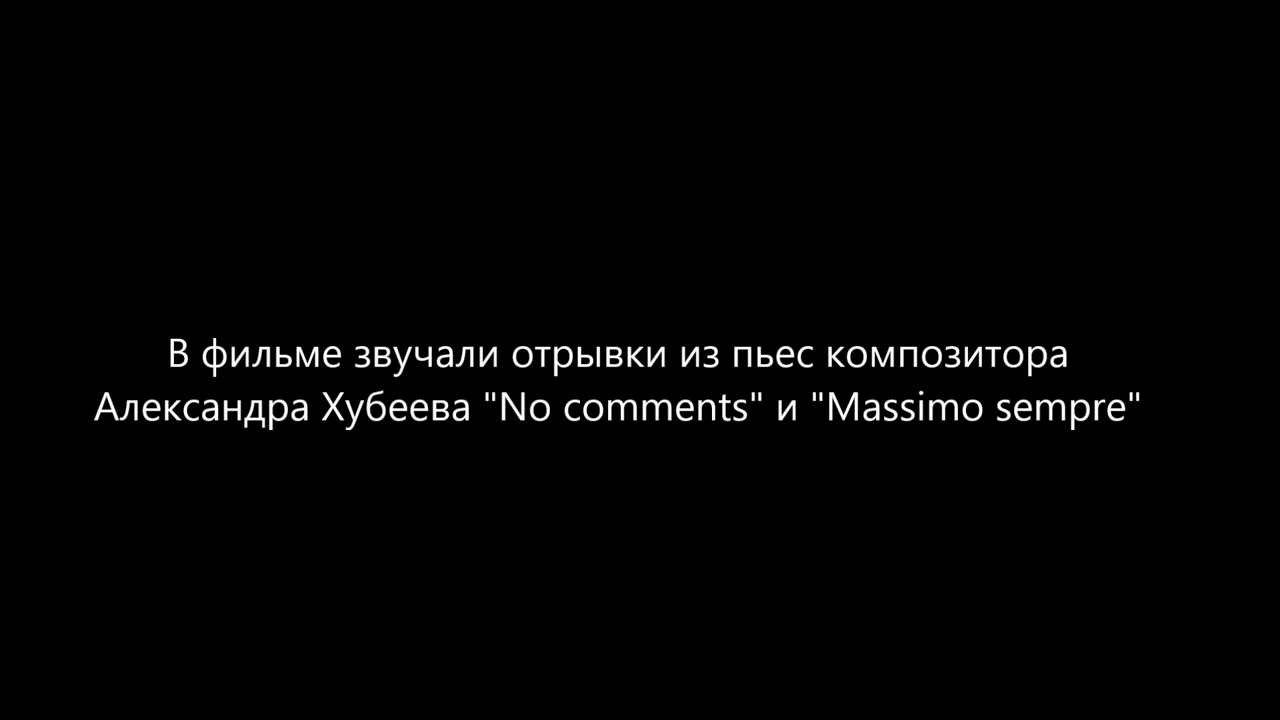 В фильме звучали отрывки из пьес композитора
Александра Хубеева "No comments" и "Massimo sempre"